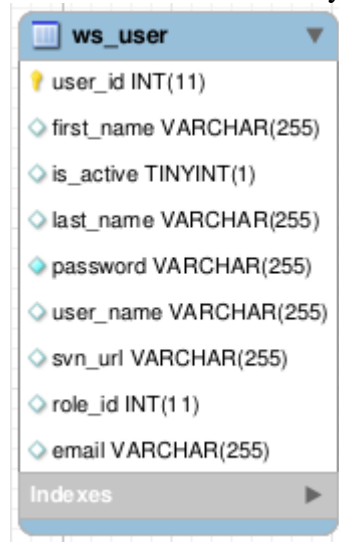 ws_user
user_id INT(11)
first_name VARCHAR(255)
is_active TINYINT(1)
last_name VARCHAR(255)
password VARCHAR(255)
user_name VARCHAR(255)
svn_url VARCHAR(255)
role_id INT(11)
email VARCHAR(255)
Indexes